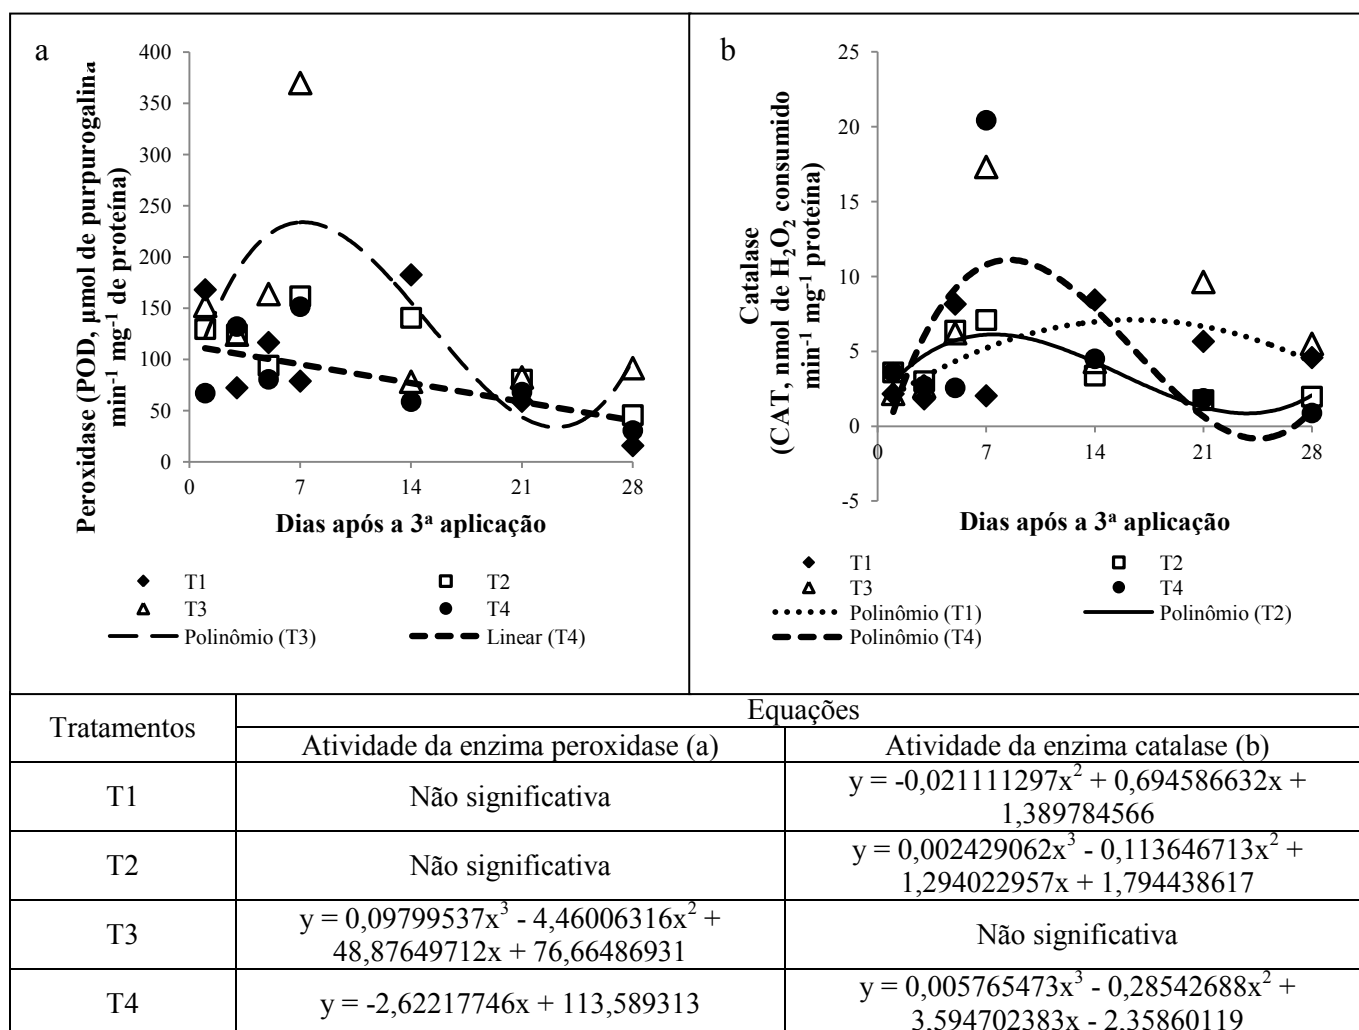 a
Peroxidase (POD, µmol de purpurogalina
min⁻¹ mg⁻¹ de proteína)
400
350
300
250
200
150
100
50
0
0 7 14 21 28
Dias após a 3ª aplicação
T1 T2
T3 T4
Polinômio (T3) Linear (T4)
b
Catalase
(CAT, nmol de H₂O₂ consumido
min⁻¹ mg⁻¹ proteína)
25
20
15
10
5
0
-5
0 7 14 21 28
Dias após a 3ª aplicação
T1 T2
T3 T4
Polinômio (T1) Polinômio (T2)
Polinômio (T4)
Tratamentos
Equações
Atividade da enzima peroxidase (a) Atividade da enzima catalase (b)
T1 Não significativa y = -0,021111297x² + 0,694586632x +
1,389784566
T2 Não significativa y = 0,002429062x³ - 0,113646713x² +
1,294022957x + 1,794438617
T3 y = 0,09799537x³ - 4,46006316x² +
48,87649712x + 76,66486931 Não significativa
T4 y = -2,62217746x + 113,589313 y = 0,005765473x³ - 0,28542688x² +
3,594702383x - 2,35860119